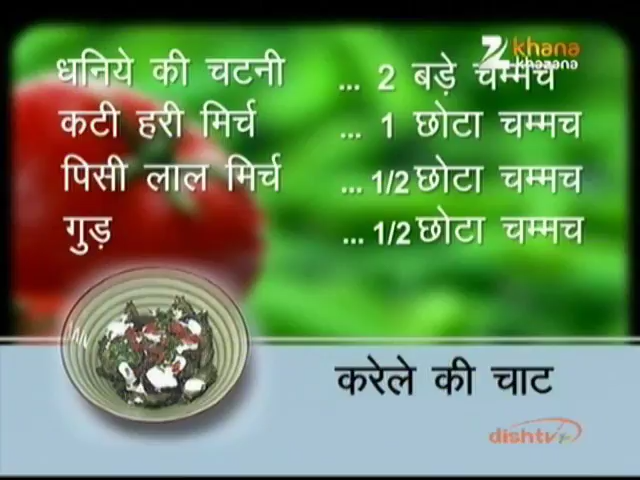 धनिये की चटनी ... 2 बड़े चम्मच
Z khana khazana
कटी हरी मिर्च ... 1 छोटा चम्मच
पिसी लाल मिर्च ... 1/2 छोटा चम्मच
गुड़ ... 1/2 छोटा चम्मच
करेले की चाट
dishtv